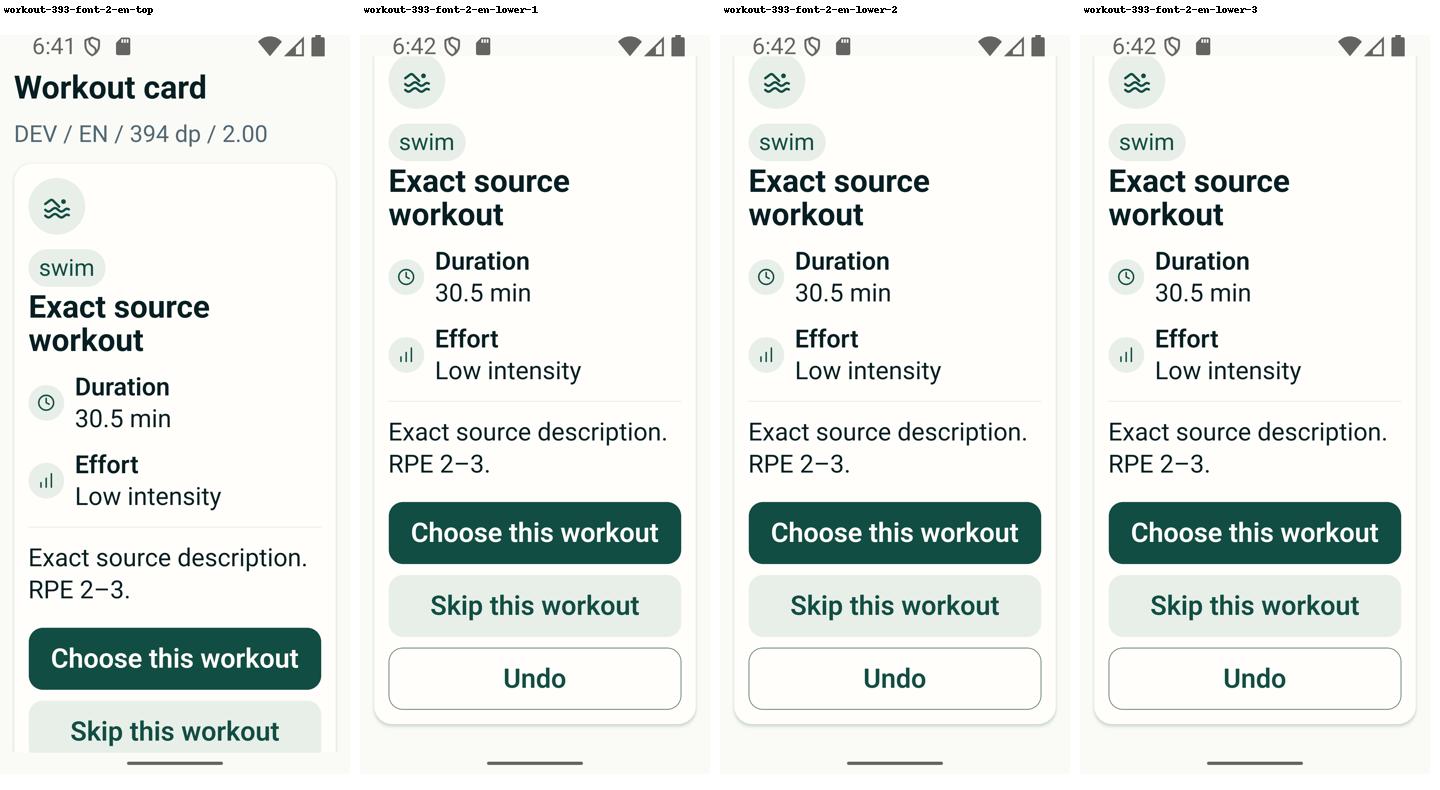 workout-393-font-2-en-top
6:41
Workout card
DEV / EN / 394 dp / 2.00
swim
Exact source
workout
Duration
30.5 min
Effort
Low intensity
Exact source description.
RPE 2–3.
Choose this workout
Skip this workout
workout-393-font-2-en-lower-1
6:42
swim
Exact source
workout
Duration
30.5 min
Effort
Low intensity
Exact source description.
RPE 2–3.
Choose this workout
Skip this workout
Undo
workout-393-font-2-en-lower-2
6:42
swim
Exact source
workout
Duration
30.5 min
Effort
Low intensity
Exact source description.
RPE 2–3.
Choose this workout
Skip this workout
Undo
workout-393-font-2-en-lower-3
6:42
swim
Exact source
workout
Duration
30.5 min
Effort
Low intensity
Exact source description.
RPE 2–3.
Choose this workout
Skip this workout
Undo